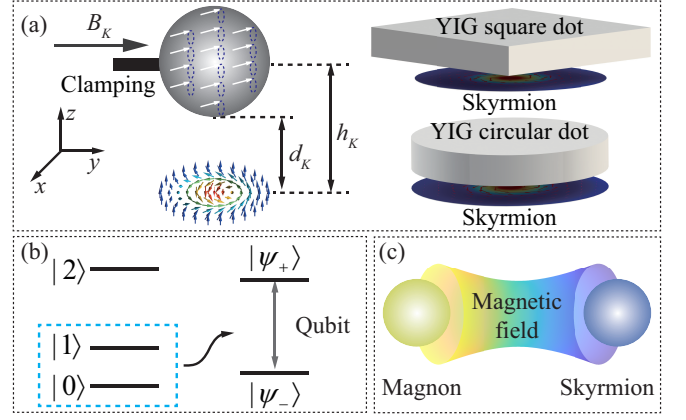 (a)
B_K
Clamping
z
y
x
d_K
h_K
YIG square dot
Skyrmion
YIG circular dot
Skyrmion
(b)
|2⟩
|1⟩
|0⟩
|ψ₊⟩
Qubit
|ψ₋⟩
(c)
Magnetic
field
Magnon
Skyrmion